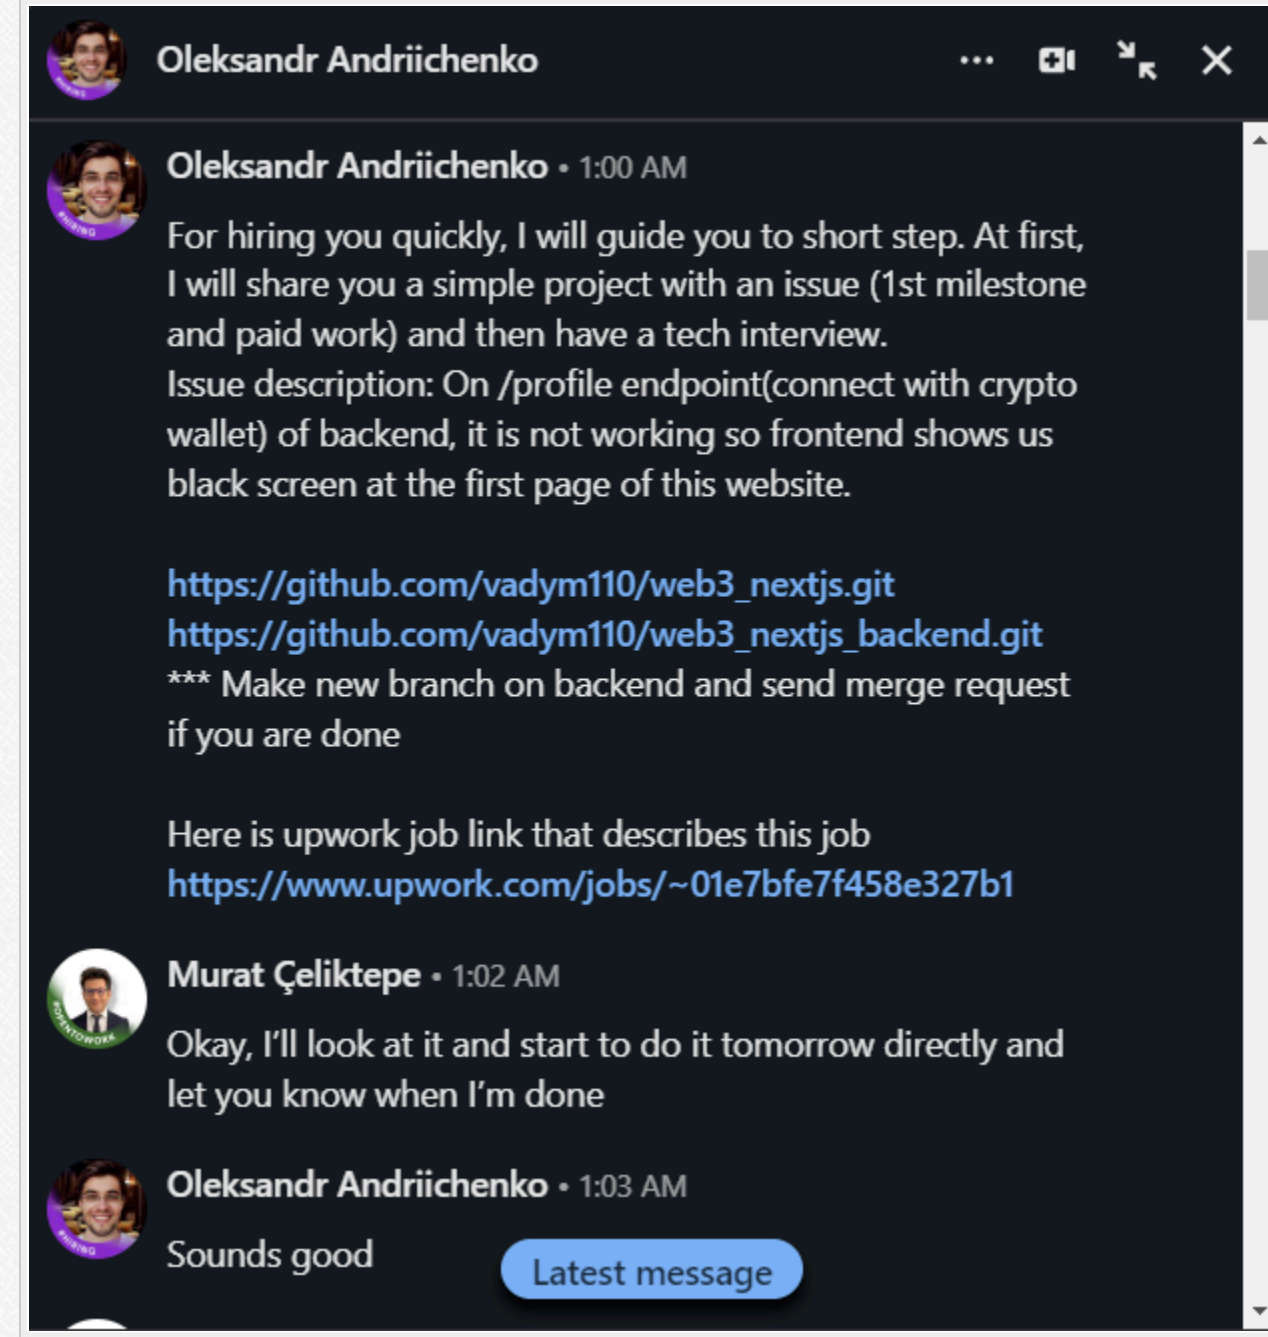 Oleksandr Andriichenko
Oleksandr Andriichenko • 1:00 AM
For hiring you quickly, I will guide you to short step. At first,
I will share you a simple project with an issue (1st milestone
and paid work) and then have a tech interview.
Issue description: On /profile endpoint(connect with crypto
wallet) of backend, it is not working so frontend shows us
black screen at the first page of this website.
https://github.com/vadym110/web3_nextjs.git
https://github.com/vadym110/web3_nextjs_backend.git
*** Make new branch on backend and send merge request
if you are done
Here is upwork job link that describes this job
https://www.upwork.com/jobs/~01e7bfe7f458e327b1
Murat Çeliktepe • 1:02 AM
#OPENTOWORK
Okay, I’ll look at it and start to do it tomorrow directly and
let you know when I’m done
Oleksandr Andriichenko • 1:03 AM
#HIRING
Sounds good
Latest message